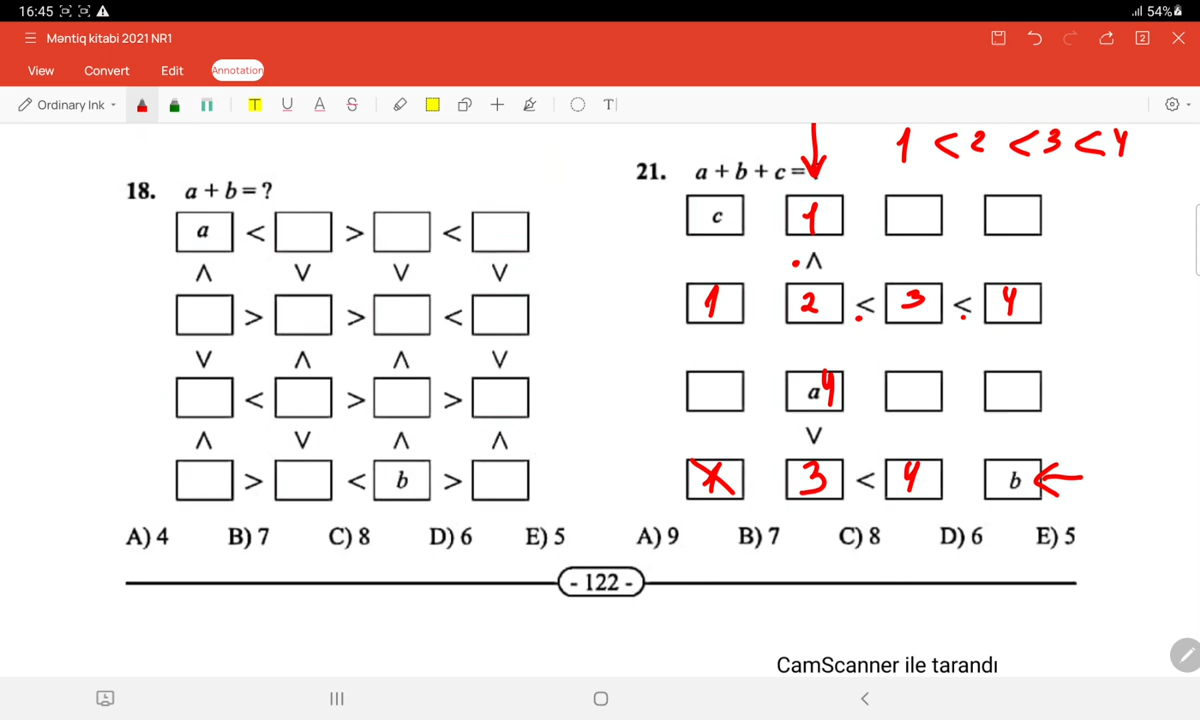 16:45 54%
Məntiq kitabi 2021 NR1 2
View Convert Edit Annotation
Ordinary Ink T U A S T
1 < 2 < 3 < 4
18. a + b = ?
a < > <
∧ ∨ ∨ ∨
> > <
∨ ∧ ∧ ∨
< > >
∧ ∨ ∧ ∧
> < b >
A) 4 B) 7 C) 8 D) 6 E) 5
21. a + b + c =
c 1
∧
1 2 < 3 < 4
a 4
∨
3 < 4 b
A) 9 B) 7 C) 8 D) 6 E) 5
- 122 -
CamScanner ile tarandı